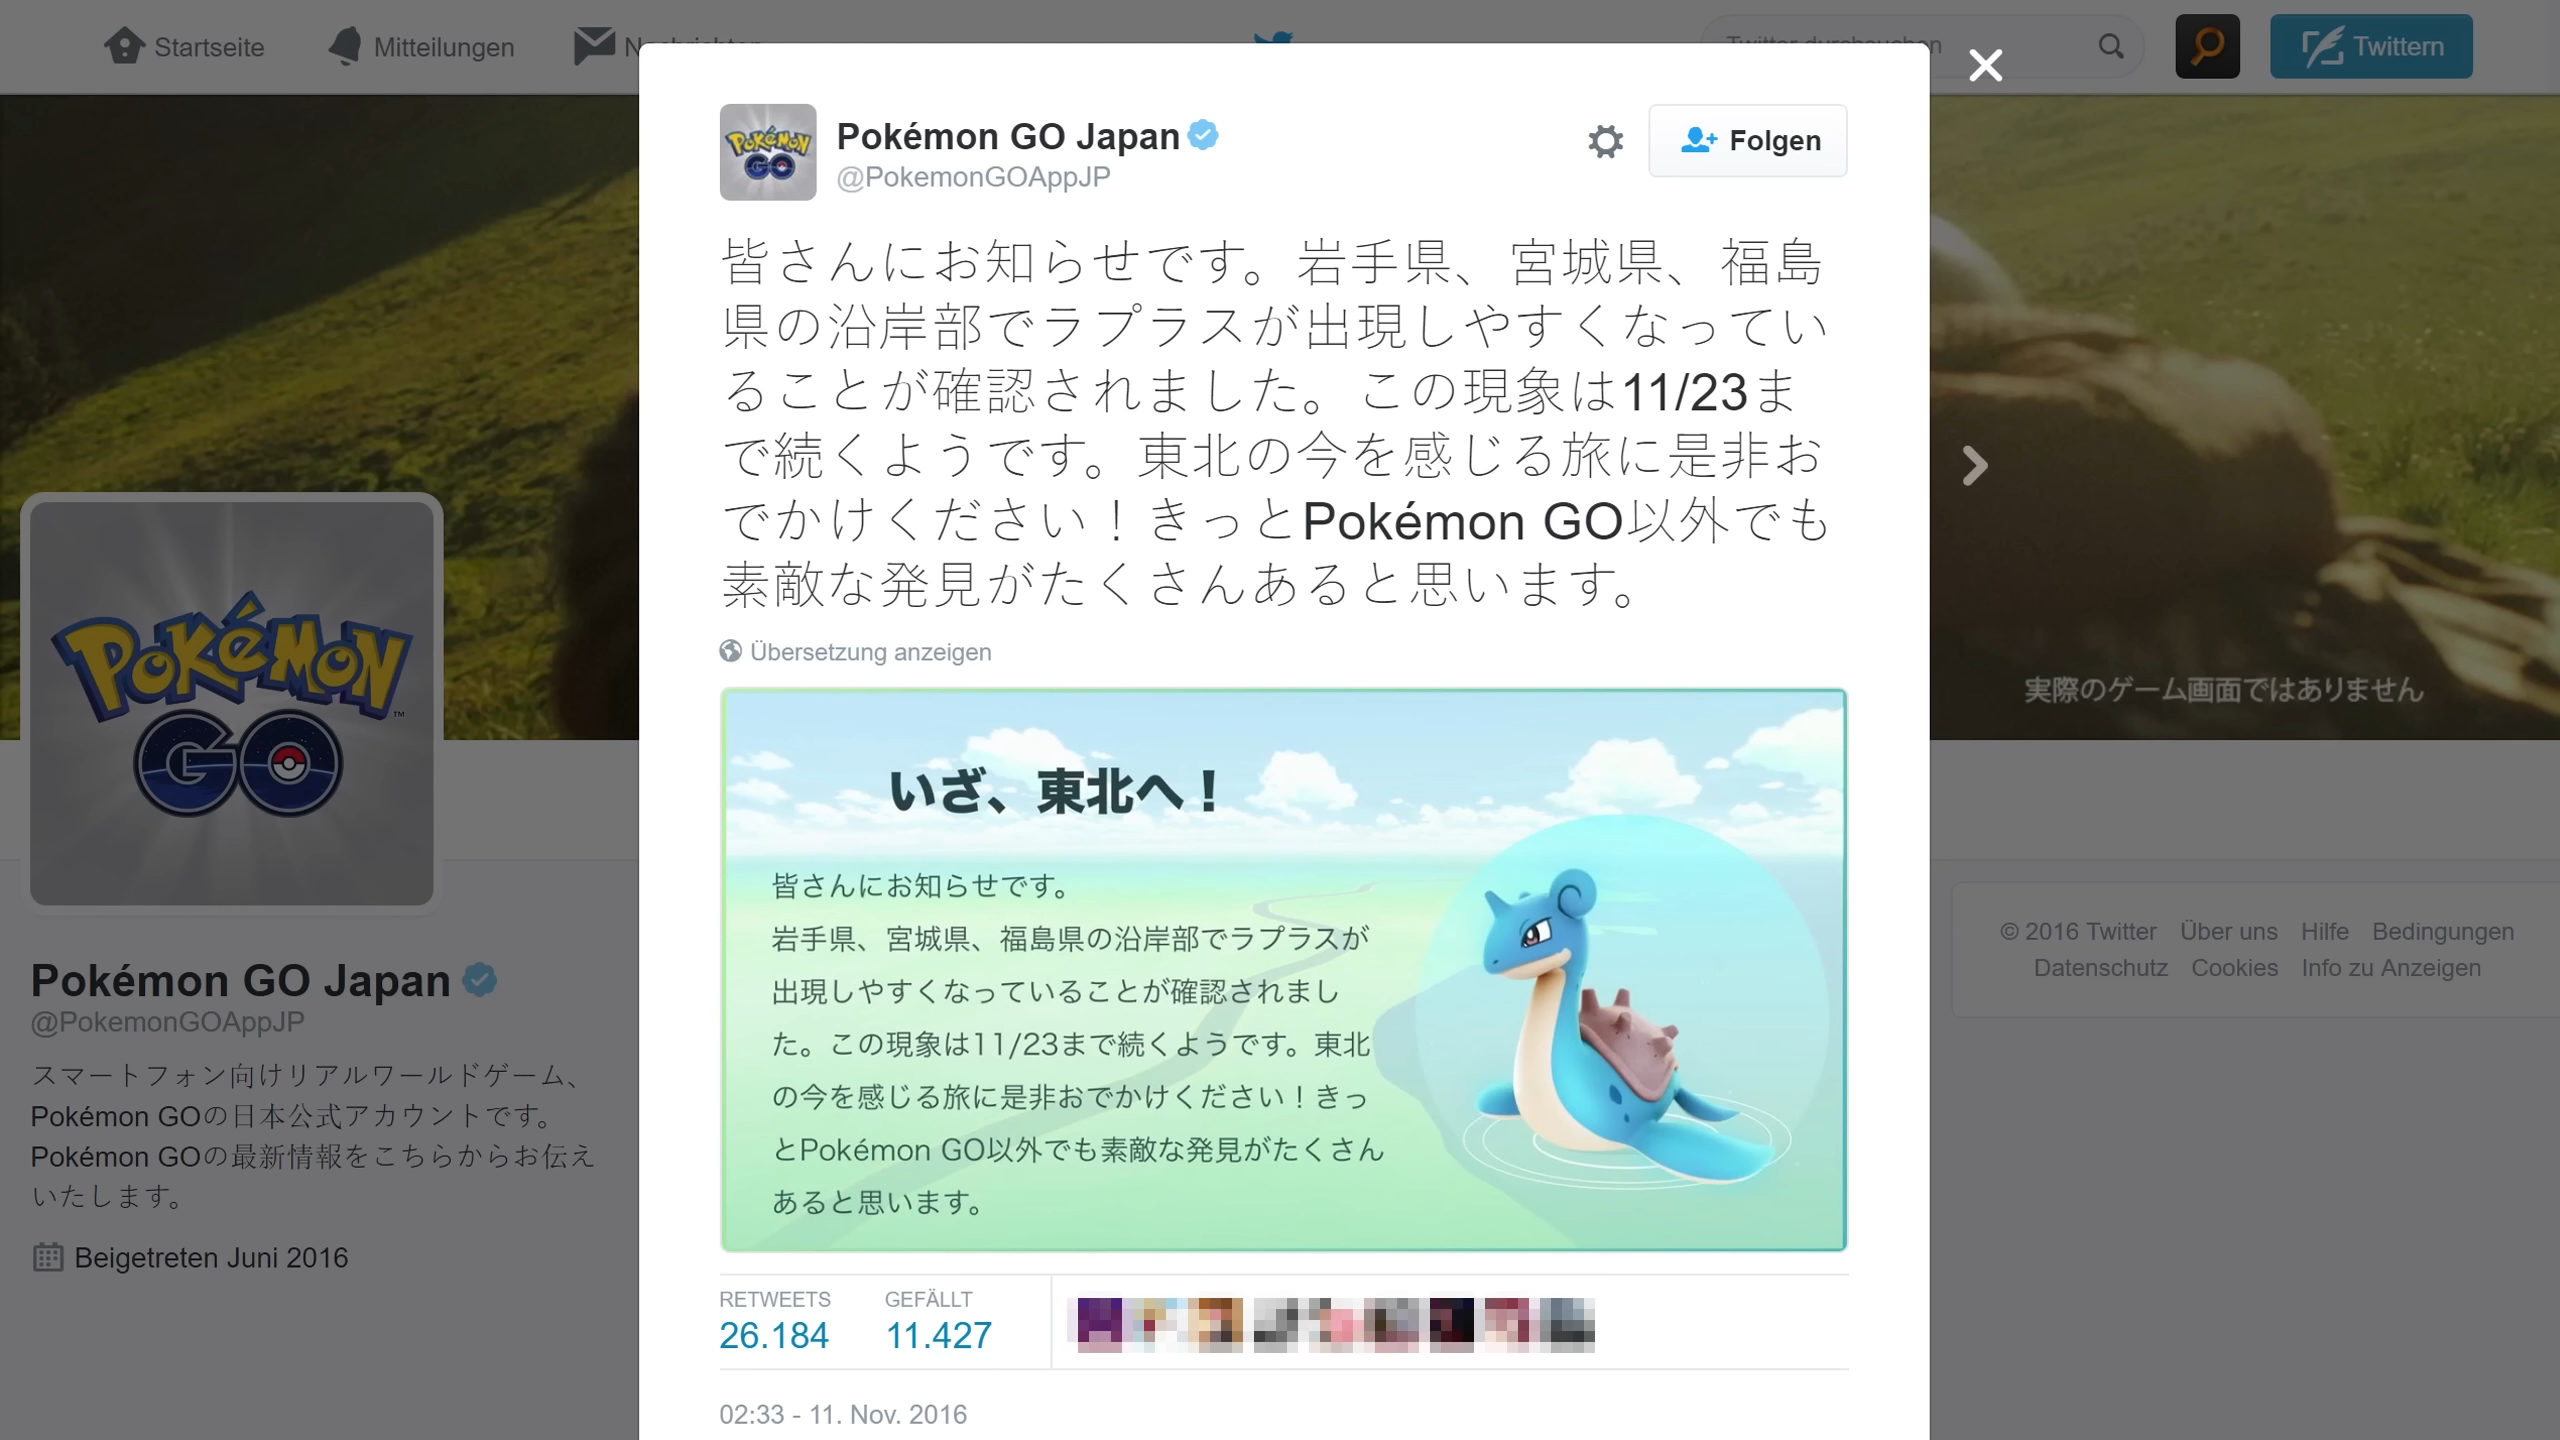 Startseite
Mitteilungen
Twittern
Pokémon GO Japan
@PokemonGOAppJP
Folgen
皆さんにお知らせです。岩手県、宮城県、福島
県の沿岸部でラプラスが出現しやすくなってい
ることが確認されました。この現象は11/23ま
で続くようです。東北の今を感じる旅に是非お
でかけください！きっとPokémon GO以外でも
素敵な発見がたくさんあると思います。
Übersetzung anzeigen
いざ、東北へ！
皆さんにお知らせです。
岩手県、宮城県、福島県の沿岸部でラプラスが
出現しやすくなっていることが確認されまし
た。この現象は11/23まで続くようです。東北
の今を感じる旅に是非おでかけください！きっ
とPokémon GO以外でも素敵な発見がたくさん
あると思います。
RETWEETS
26.184
GEFÄLLT
11.427
02:33 - 11. Nov. 2016
POKÉMON
GO
POKÉMON
GO
TM
Pokémon GO Japan
@PokemonGOAppJP
スマートフォン向けリアルワールドゲーム、
Pokémon GOの日本公式アカウントです。
Pokémon GOの最新情報をこちらからお伝え
いたします。
Beigetreten Juni 2016
実際のゲーム画面ではありません
© 2016 Twitter Über uns Hilfe Bedingungen
Datenschutz Cookies Info zu Anzeigen